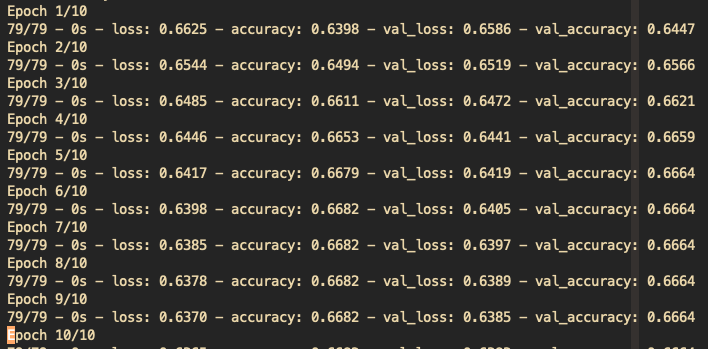 Epoch 1/10
79/79 - 0s - loss: 0.6625 - accuracy: 0.6398 - val_loss: 0.6586 - val_accuracy: 0.6447
Epoch 2/10
79/79 - 0s - loss: 0.6544 - accuracy: 0.6494 - val_loss: 0.6519 - val_accuracy: 0.6566
Epoch 3/10
79/79 - 0s - loss: 0.6485 - accuracy: 0.6611 - val_loss: 0.6472 - val_accuracy: 0.6621
Epoch 4/10
79/79 - 0s - loss: 0.6446 - accuracy: 0.6653 - val_loss: 0.6441 - val_accuracy: 0.6659
Epoch 5/10
79/79 - 0s - loss: 0.6417 - accuracy: 0.6679 - val_loss: 0.6419 - val_accuracy: 0.6664
Epoch 6/10
79/79 - 0s - loss: 0.6398 - accuracy: 0.6682 - val_loss: 0.6405 - val_accuracy: 0.6664
Epoch 7/10
79/79 - 0s - loss: 0.6385 - accuracy: 0.6682 - val_loss: 0.6397 - val_accuracy: 0.6664
Epoch 8/10
79/79 - 0s - loss: 0.6378 - accuracy: 0.6682 - val_loss: 0.6389 - val_accuracy: 0.6664
Epoch 9/10
79/79 - 0s - loss: 0.6370 - accuracy: 0.6682 - val_loss: 0.6385 - val_accuracy: 0.6664
Epoch 10/10